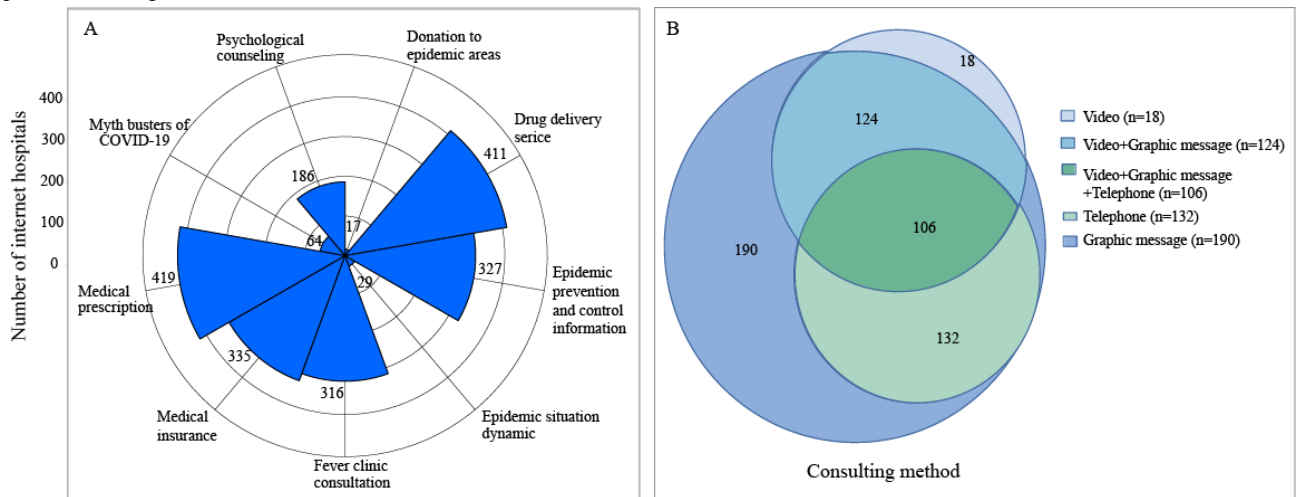 A
Psychological
counseling
Donation to
epidemic areas
Drug delivery
serice
411
327
Epidemic
prevention
and control
information
29
Epidemic situation
dynamic
316
Fever clinic
consultation
335
Medical
insurance
419
Medical
prescription
64
Myth busters of
COVID-19
186
17
Number of internet hospitals
400
300
200
100
0
B
18
124
106
190
132
Video (n=18)
Video+Graphic message (n=124)
Video+Graphic message
+Telephone (n=106)
Telephone (n=132)
Graphic message (n=190)
Consulting method